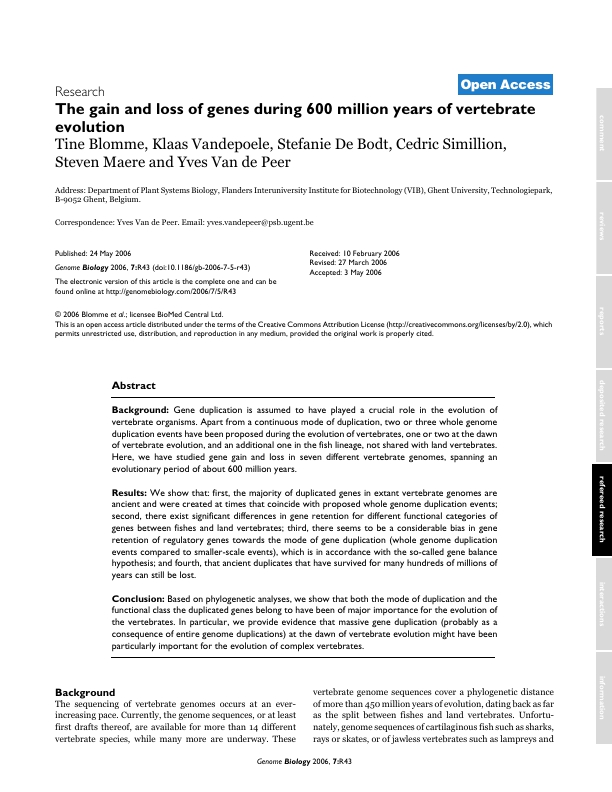 Open Access
Research
The gain and loss of genes during 600 million years of vertebrate
evolution
Tine Blomme, Klaas Vandepoele, Stefanie De Bodt, Cedric Simillion,
Steven Maere and Yves Van de Peer
Address: Department of Plant Systems Biology, Flanders Interuniversity Institute for Biotechnology (VIB), Ghent University, Technologiepark,
B-9052 Ghent, Belgium.
Correspondence: Yves Van de Peer. Email: yves.vandepeer@psb.ugent.be
Published: 24 May 2006
Genome Biology 2006, 7:R43 (doi:10.1186/gb-2006-7-5-r43)
The electronic version of this article is the complete one and can be
found online at http://genomebiology.com/2006/7/5/R43
Received: 10 February 2006
Revised: 27 March 2006
Accepted: 3 May 2006
© 2006 Blomme et al.; licensee BioMed Central Ltd.
This is an open access article distributed under the terms of the Creative Commons Attribution License (http://creativecommons.org/licenses/by/2.0), which
permits unrestricted use, distribution, and reproduction in any medium, provided the original work is properly cited.
Abstract
Background: Gene duplication is assumed to have played a crucial role in the evolution of
vertebrate organisms. Apart from a continuous mode of duplication, two or three whole genome
duplication events have been proposed during the evolution of vertebrates, one or two at the dawn
of vertebrate evolution, and an additional one in the fish lineage, not shared with land vertebrates.
Here, we have studied gene gain and loss in seven different vertebrate genomes, spanning an
evolutionary period of about 600 million years.
Results: We show that: first, the majority of duplicated genes in extant vertebrate genomes are
ancient and were created at times that coincide with proposed whole genome duplication events;
second, there exist significant differences in gene retention for different functional categories of
genes between fishes and land vertebrates; third, there seems to be a considerable bias in gene
retention of regulatory genes towards the mode of gene duplication (whole genome duplication
events compared to smaller-scale events), which is in accordance with the so-called gene balance
hypothesis; and fourth, that ancient duplicates that have survived for many hundreds of millions of
years can still be lost.
Conclusion: Based on phylogenetic analyses, we show that both the mode of duplication and the
functional class the duplicated genes belong to have been of major importance for the evolution of
the vertebrates. In particular, we provide evidence that massive gene duplication (probably as a
consequence of entire genome duplications) at the dawn of vertebrate evolution might have been
particularly important for the evolution of complex vertebrates.
Background
The sequencing of vertebrate genomes occurs at an ever-
increasing pace. Currently, the genome sequences, or at least
first drafts thereof, are available for more than 14 different
vertebrate species, while many more are underway. These
vertebrate genome sequences cover a phylogenetic distance
of more than 450 million years of evolution, dating back as far
as the split between fishes and land vertebrates. Unfortu-
nately, genome sequences of cartilaginous fish such as sharks,
rays or skates, or of jawless vertebrates such as lampreys and
comment
reviews
reports
deposited research
refereed research
interactions
information
Genome Biology 2006, 7:R43